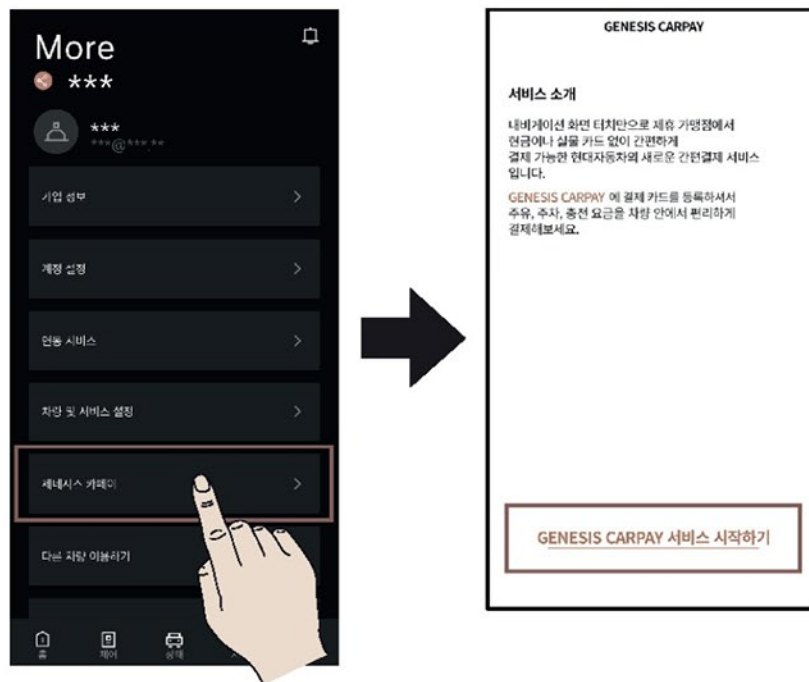 More
***
***
***@***.**
가입 정보
계정 설정
연동 서비스
차량 및 서비스 설정
제네시스 카페이
다른 차량 이용하기
홈
제어
상태
GENESIS CARPAY
서비스 소개
내비게이션 화면 터치만으로 제휴 가맹점에서
현금이나 실물 카드 없이 간편하게
결제 가능한 현대자동차의 새로운 간편결제 서비스
입니다.
GENESIS CARPAY 에 결제 카드를 등록하셔서
주유, 주차, 충전 요금을 차량 안에서 편리하게
결제해보세요.
GENESIS CARPAY 서비스 시작하기